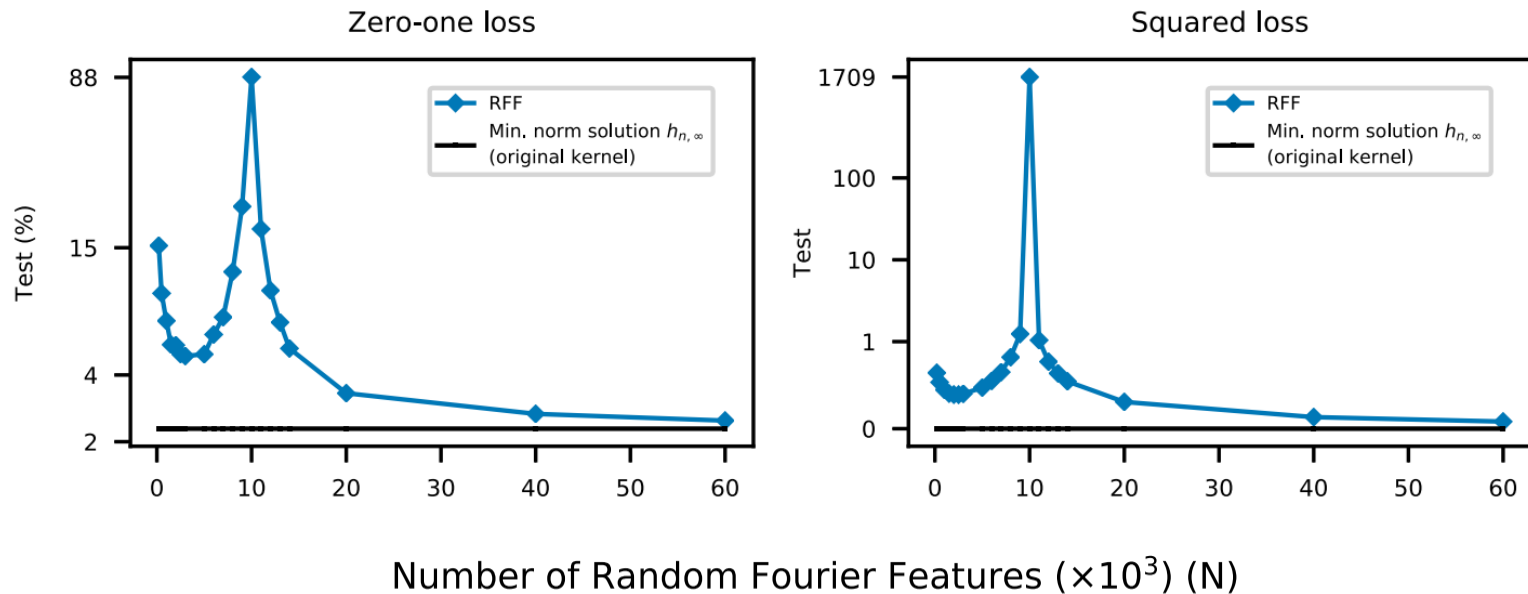 Zero-one loss
88
15
4
2
Test (%)
RFF
Min. norm solution hₙ,∞
(original kernel)
0 10 20 30 40 50 60
Squared loss
1709
100
10
1
0
Test
RFF
Min. norm solution hₙ,∞
(original kernel)
0 10 20 30 40 50 60
Number of Random Fourier Features (×10³) (N)